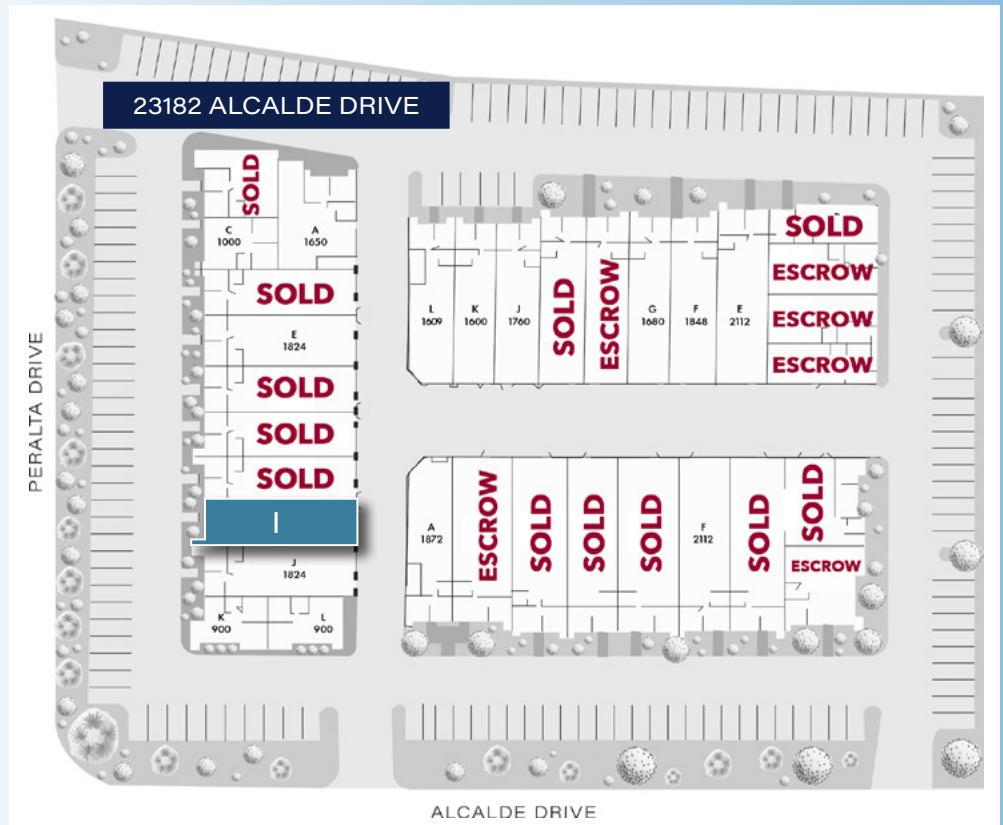 23182 ALCALDE DRIVE
PERALTA DRIVE
SOLD
C
1000
A
1650
SOLD
E
1824
SOLD
SOLD
SOLD
I
J
1824
K
900
L
900
L
1609
K
1600
J
1760
SOLD
ESCROW
G
1680
F
1848
E
2112
SOLD
ESCROW
ESCROW
ESCROW
A
1872
ESCROW
SOLD
SOLD
SOLD
F
2112
SOLD
SOLD
ESCROW
ALCALDE DRIVE